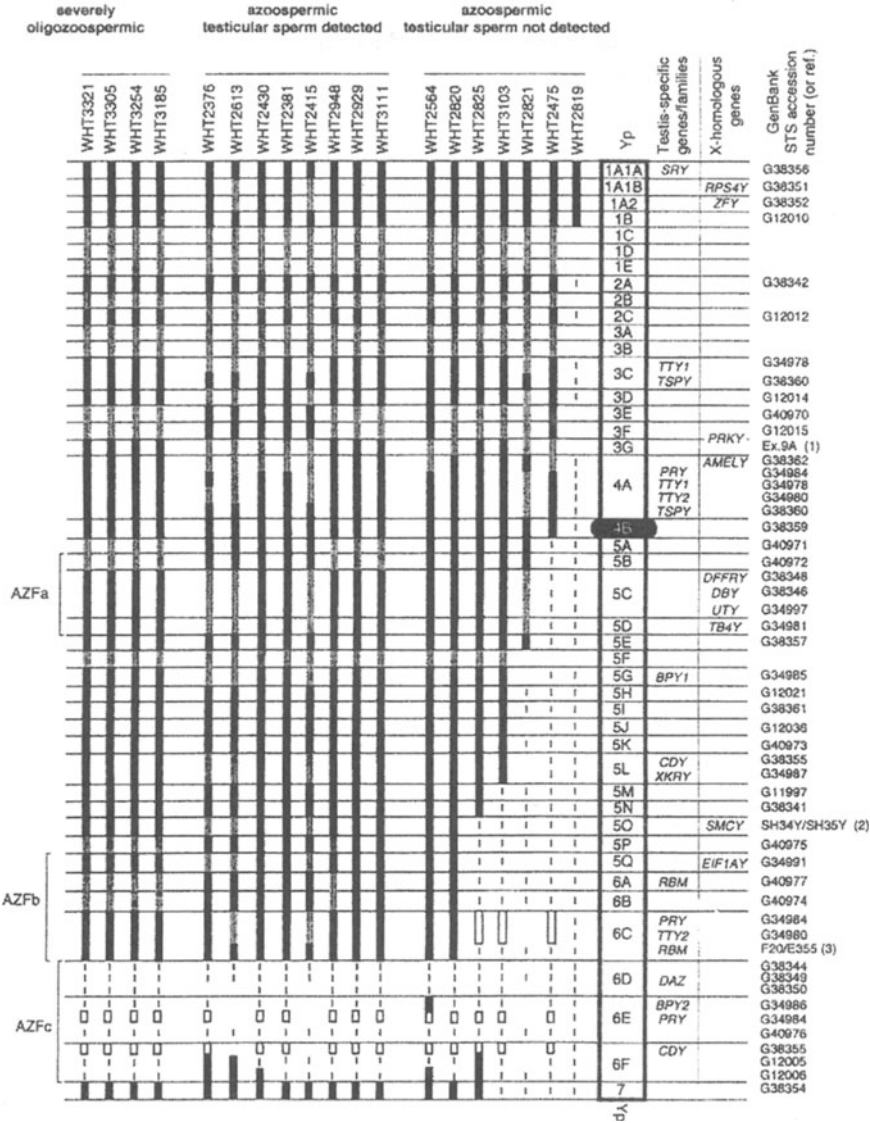 severely
oligozoospermic
azoospermic
testicular sperm detected
azoospermic
testicular sperm not detected
WHT3321
WHT3305
WHT3254
WHT3185
WHT2376
WHT2613
WHT2430
WHT2381
WHT2415
WHT2948
WHT2929
WHT3111
WHT2564
WHT2820
WHT2825
WHT3103
WHT2821
WHT2475
WHT2819
Yp
Testis-specific
genes/families
X-homologous
genes
GenBank
STS accession
number (or ref.)
1A1A SRY G38356
1A1B RPS4Y G38351
1A2 ZFY G38352
1B G12010
1C
1D
1E
2A G38342
2B
2C G12012
3A
3B
3C TTY1 G34978
TSPY G38360
3D G12014
3E G40970
3F G12015
3G PRKY Ex.9A (1)
AMELY G38362
PRY G34984
4A TTY1 G34978
TTY2 G34980
TSPY G38360
4B G38359
5A G40971
5B G40972
AZFa
DFFRY G38348
5C DBY G38346
UTY G34997
5D TB4Y G34981
5E G38357
5F
5G BPY1 G34985
5H G12021
5I G38361
5J G12036
5K G40973
5L CDY G38355
XKRY G34987
5M G11997
5N G38341
5O SMCY SH34Y/SH35Y (2)
5P G40975
5Q EIF1AY G34991
AZFb
6A RBM G40977
6B G40974
PRY G34984
6C TTY2 G34980
RBM F20/E355 (3)
G38344
6D DAZ G38349
G38350
AZFc
BPY2 G34986
6E PRY G34984
G40976
CDY G38355
6F G12005
G12006
7 G38354
Yp